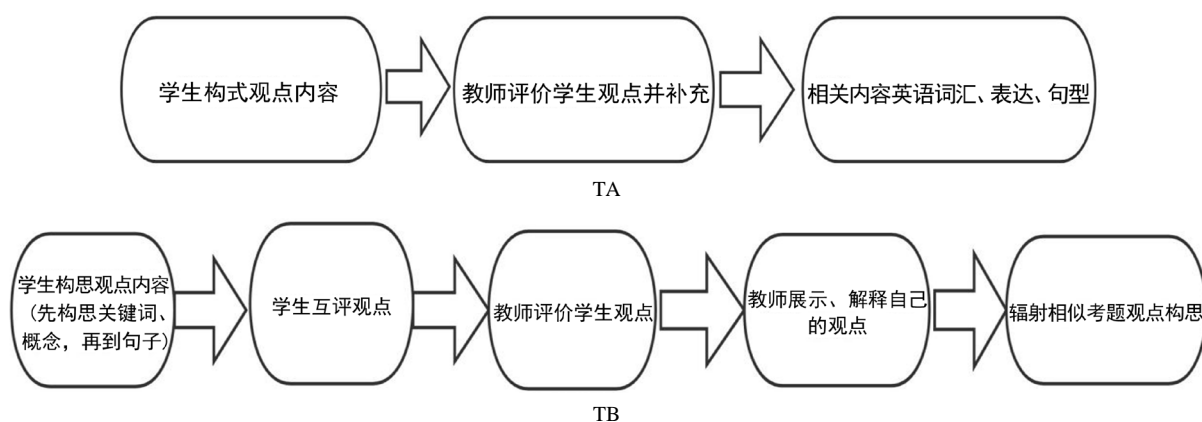 学生构式观点内容
教师评价学生观点并补充
相关内容英语词汇、表达、句型
TA
学生构思观点内容
(先构思关键词、
概念，再到句子)
学生互评观点
教师评价学生观点
教师展示、解释自己
的观点
辐射相似考题观点构思
TB